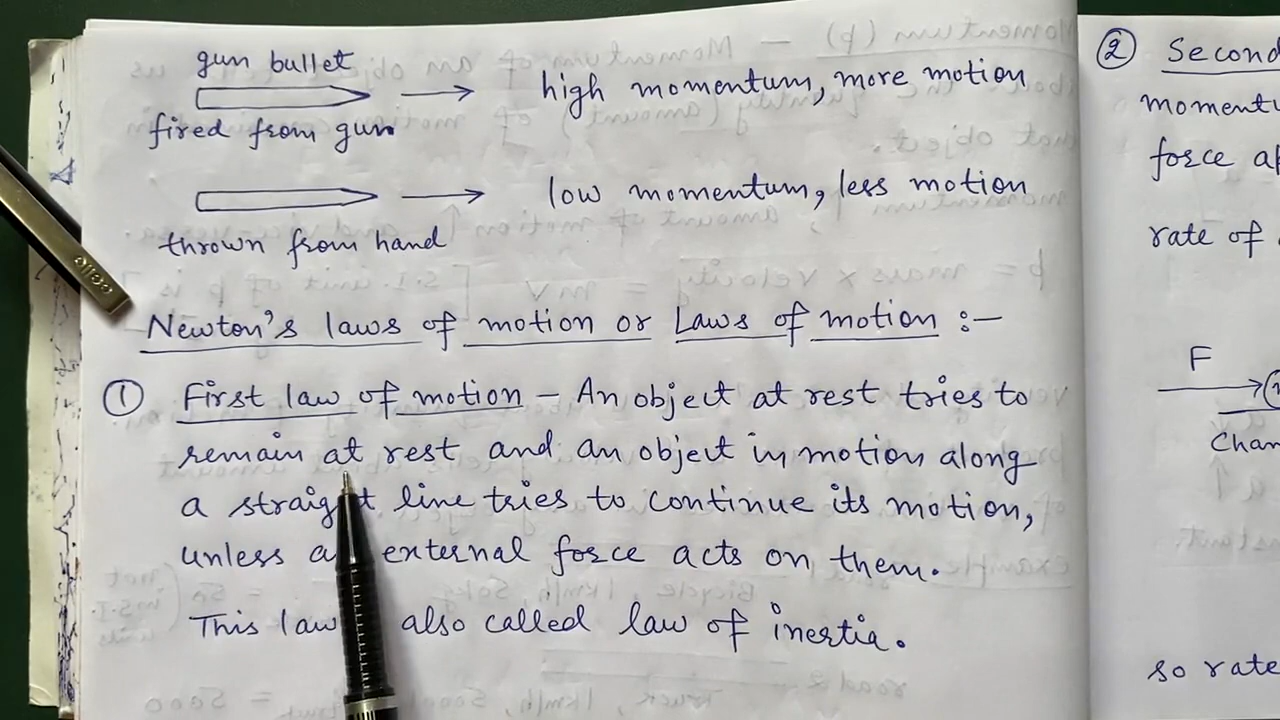 gun bullet
fired from gun
high momentum, more motion
thrown from hand
low momentum, less motion
Newton's laws of motion or Laws of motion :-
① First law of motion - An object at rest tries to
remain at rest and an object in motion along
a straight line tries to continue its motion,
unless a external force acts on them.
This law also called law of inertia.
cello
② Second
momentu
force ap
rate of
F
Chan
so rate